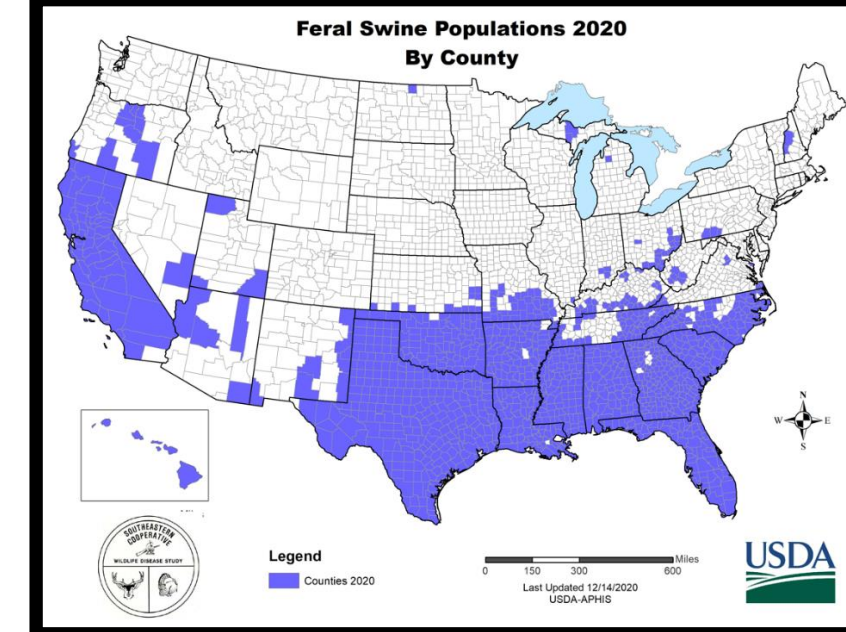 Feral Swine Populations 2020
By County
N
W E
S
SOUTHEASTERN
COOPERATIVE
WILDLIFE DISEASE STUDY
Legend
Counties 2020
Miles
0 150 300 600
Last Updated 12/14/2020
USDA-APHIS
USDA